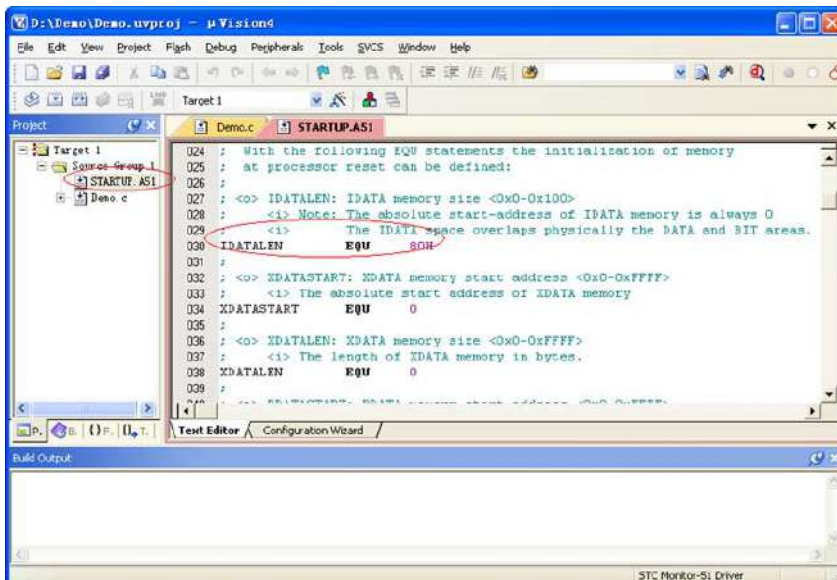 D:\Demo\Demo.uvproj - µVision4
File Edit View Project Flash Debug Peripherals Tools SVCS Window Help
Target 1
Project
Demo.c STARTUP.A51
Target 1
Source Group 1
STARTUP.A51
Demo.c
024 ; With the following EQU statements the initialization of memory
025 ; at processor reset can be defined:
026 ;
027 ; <o> IDATALEN: IDATA memory size <0x0-0x100>
028 ; <i> Note: The absolute start-address of IDATA memory is always 0
029 ; <i> The IDATA space overlaps physically the DATA and BIT areas.
030 IDATALEN EQU 80H
031 ;
032 ; <o> XDATASTART: XDATA memory start address <0x0-0xFFFF>
033 ; <i> The absolute start address of XDATA memory
034 XDATASTART EQU 0
035 ;
036 ; <o> XDATALEN: XDATA memory size <0x0-0xFFFF>
037 ; <i> The length of XDATA memory in bytes.
038 XDATALEN EQU 0
039 ;
P. B. {} F. 0. T.
Text Editor Configuration Wizard
Build Output
STC Monitor-51 Driver